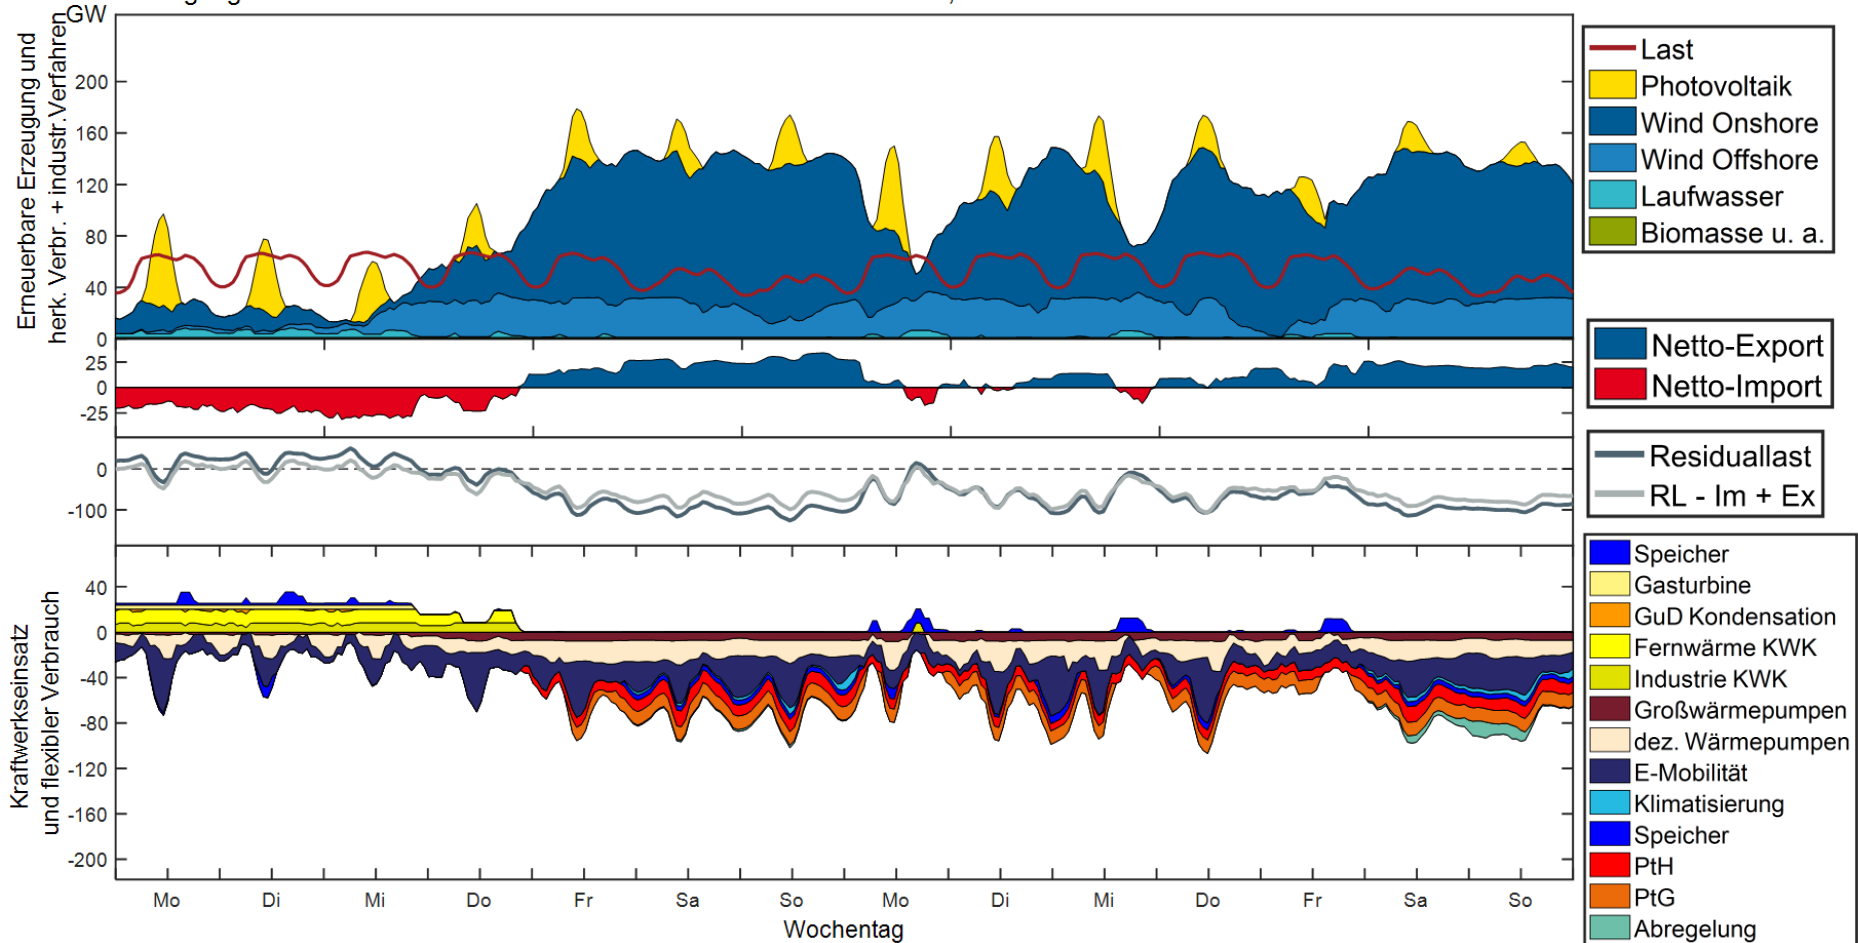 GW
Erneuerbare Erzeugung und
herk. Verbr. + industr.Verfahren
200
160
120
80
40
0
Last
Photovoltaik
Wind Onshore
Wind Offshore
Laufwasser
Biomasse u. a.
25
0
-25
Netto-Export
Netto-Import
0
-100
Residuallast
RL - Im + Ex
Kraftwerkseinsatz
und flexibler Verbrauch
40
0
-40
-80
-120
-160
-200
Speicher
Gasturbine
GuD Kondensation
Fernwärme KWK
Industrie KWK
Großwärmepumpen
dez. Wärmepumpen
E-Mobilität
Klimatisierung
Speicher
PtH
PtG
Abregelung
Mo Di Mi Do Fr Sa So Mo Di Mi Do Fr Sa So
Wochentag